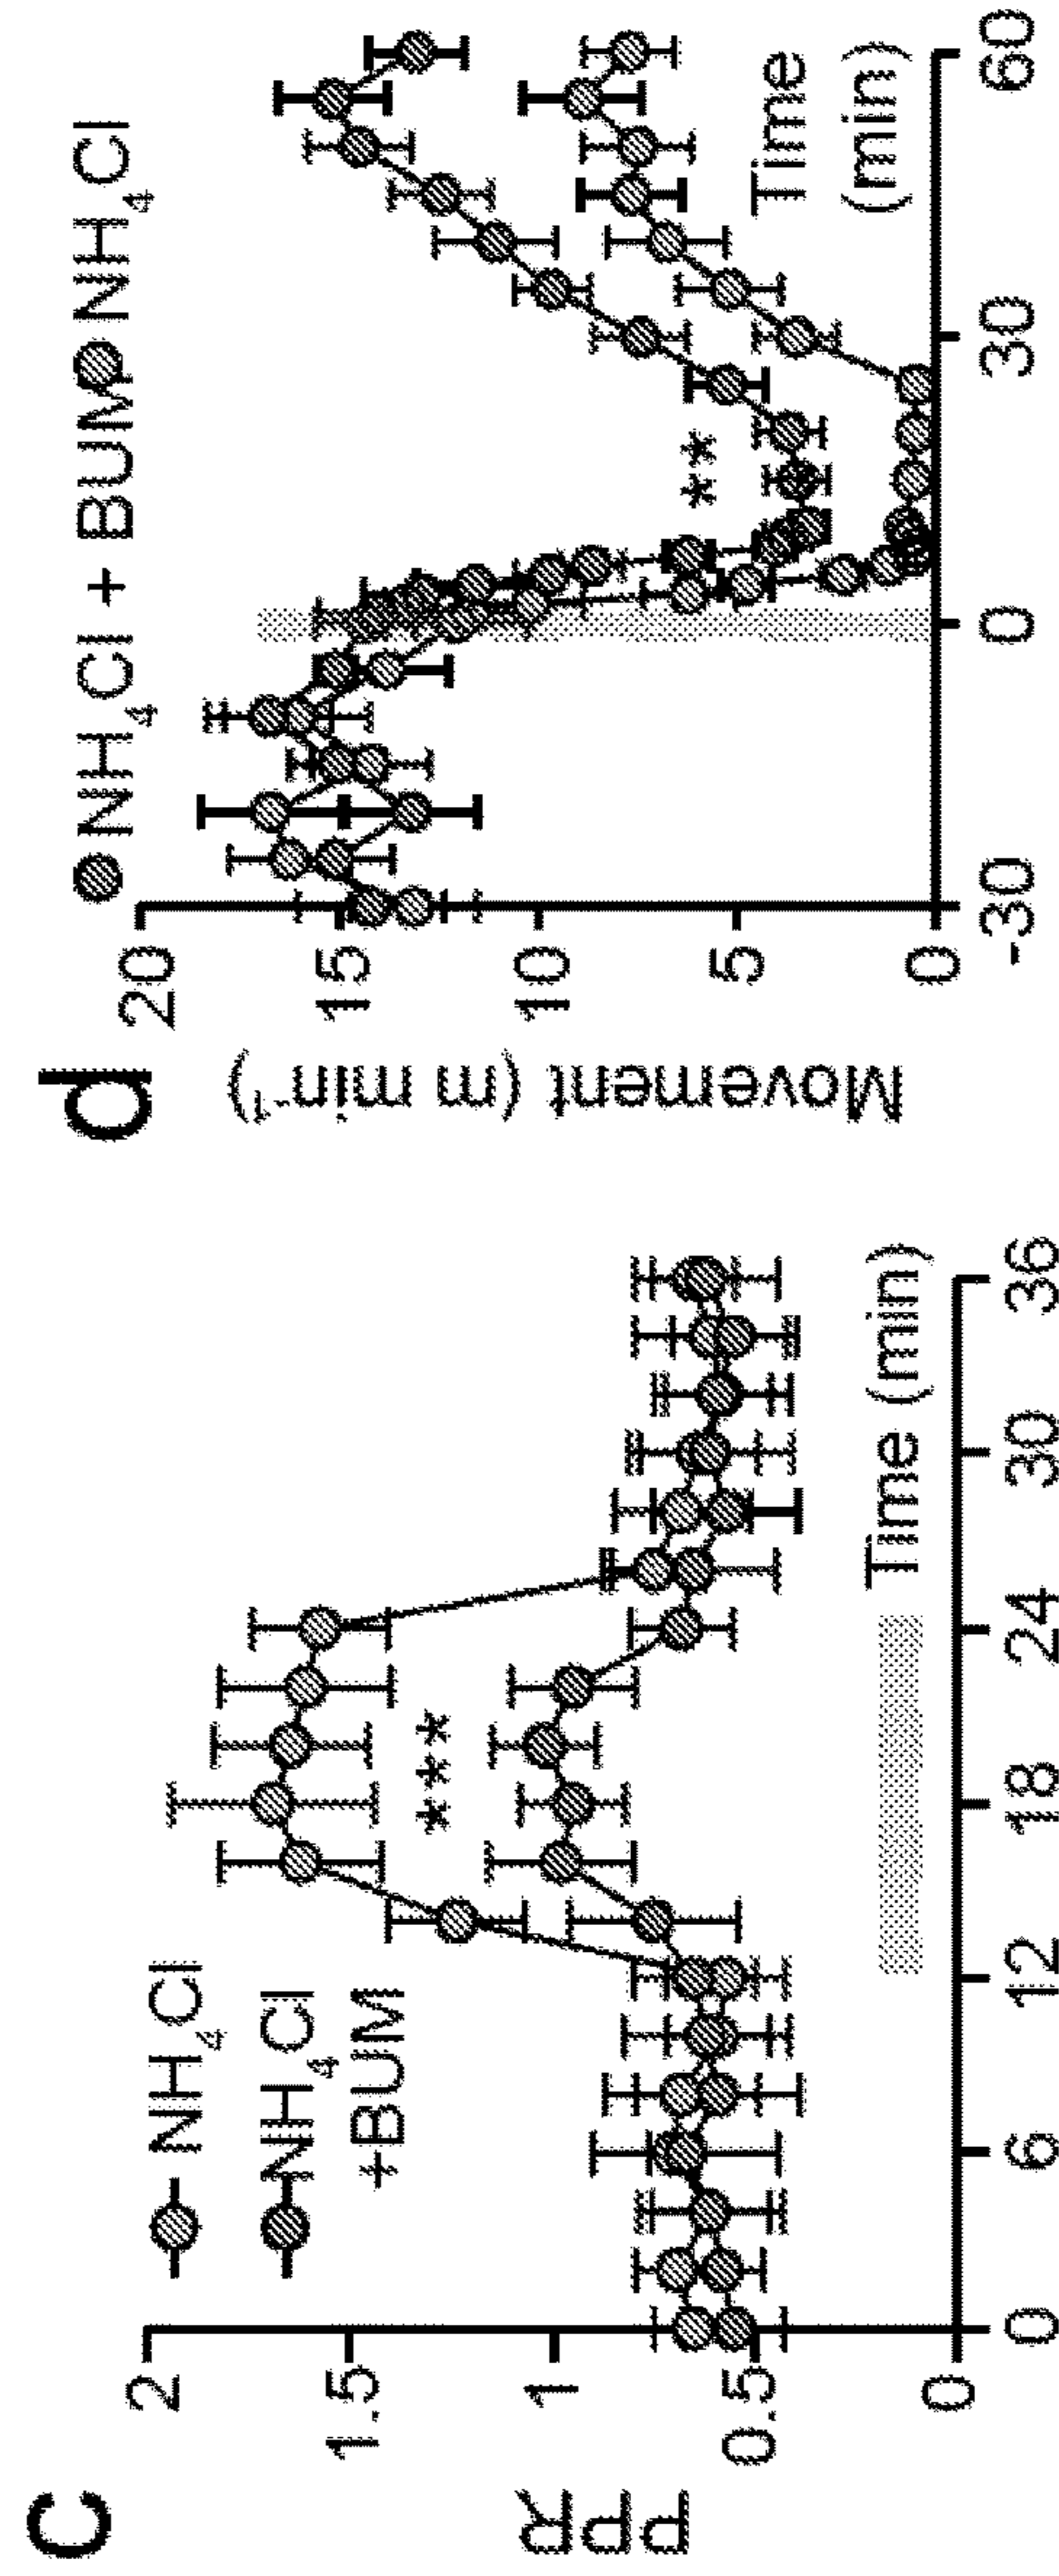 c
PPR
2
1.5
1
0.5
0
NH4Cl
NH4Cl
+BUM
***
Time (min)
0 6 12 18 24 30 36
d
Movement (m min-1)
20
15
10
5
0
NH4Cl + BUM NH4Cl
**
Time
(min)
-30 0 30 60